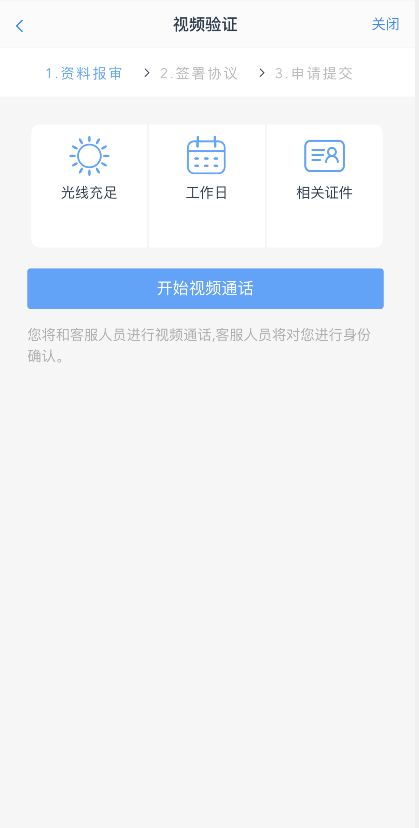 视频验证
关闭
1.资料报审 > 2.签署协议 > 3.申请提交
光线充足
工作日
相关证件
开始视频通话
您将和客服人员进行视频通话,客服人员将对您进行身份
确认。